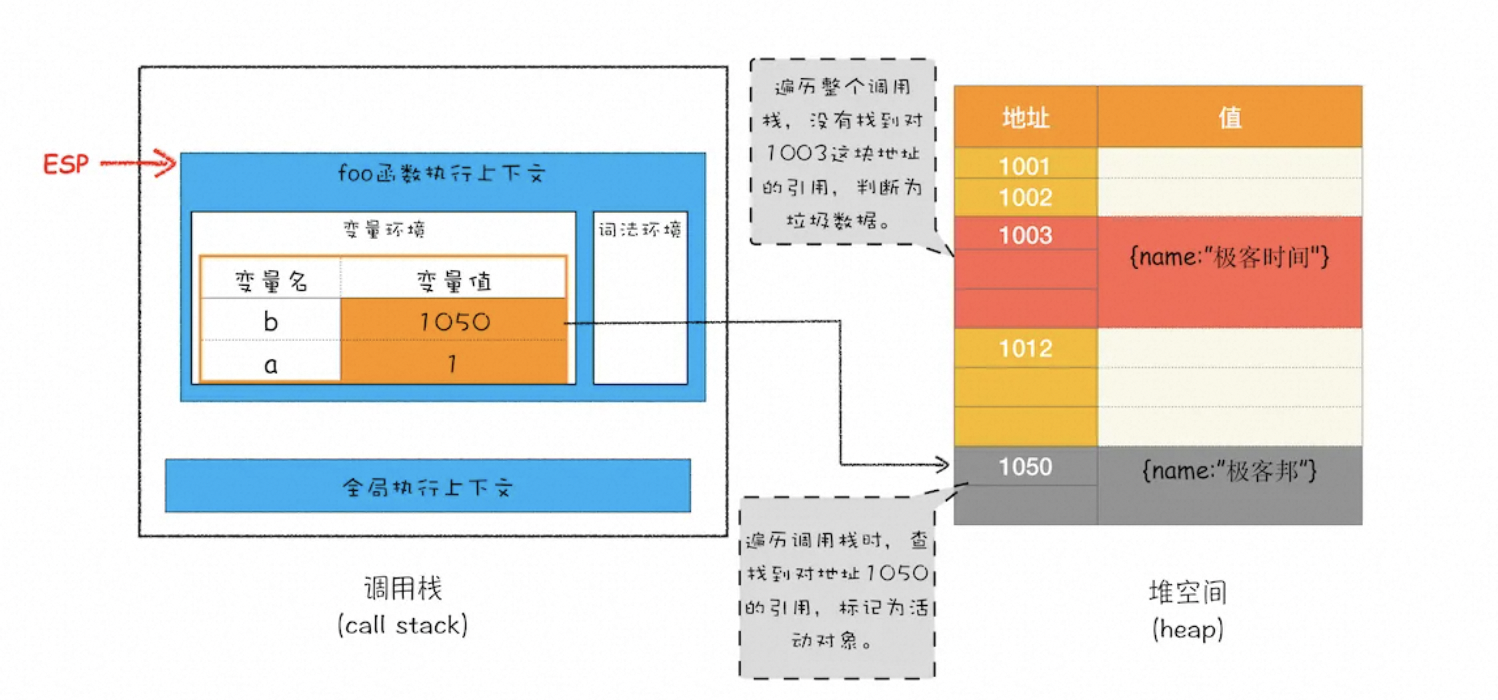 ESP
foo函数执行上下文
变量环境
词法环境
变量名
变量值
b
1050
a
1
全局执行上下文
调用栈
(call stack)
遍历整个调用
栈，没有找到对
1003这块地址
的引用，判断为
垃圾数据。
地址
值
1001
1002
1003
{name:"极客时间"}
1012
1050
{name:"极客邦"}
遍历调用栈时，查
找到对地址1050
的引用，标记为活
动对象。
堆空间
(heap)